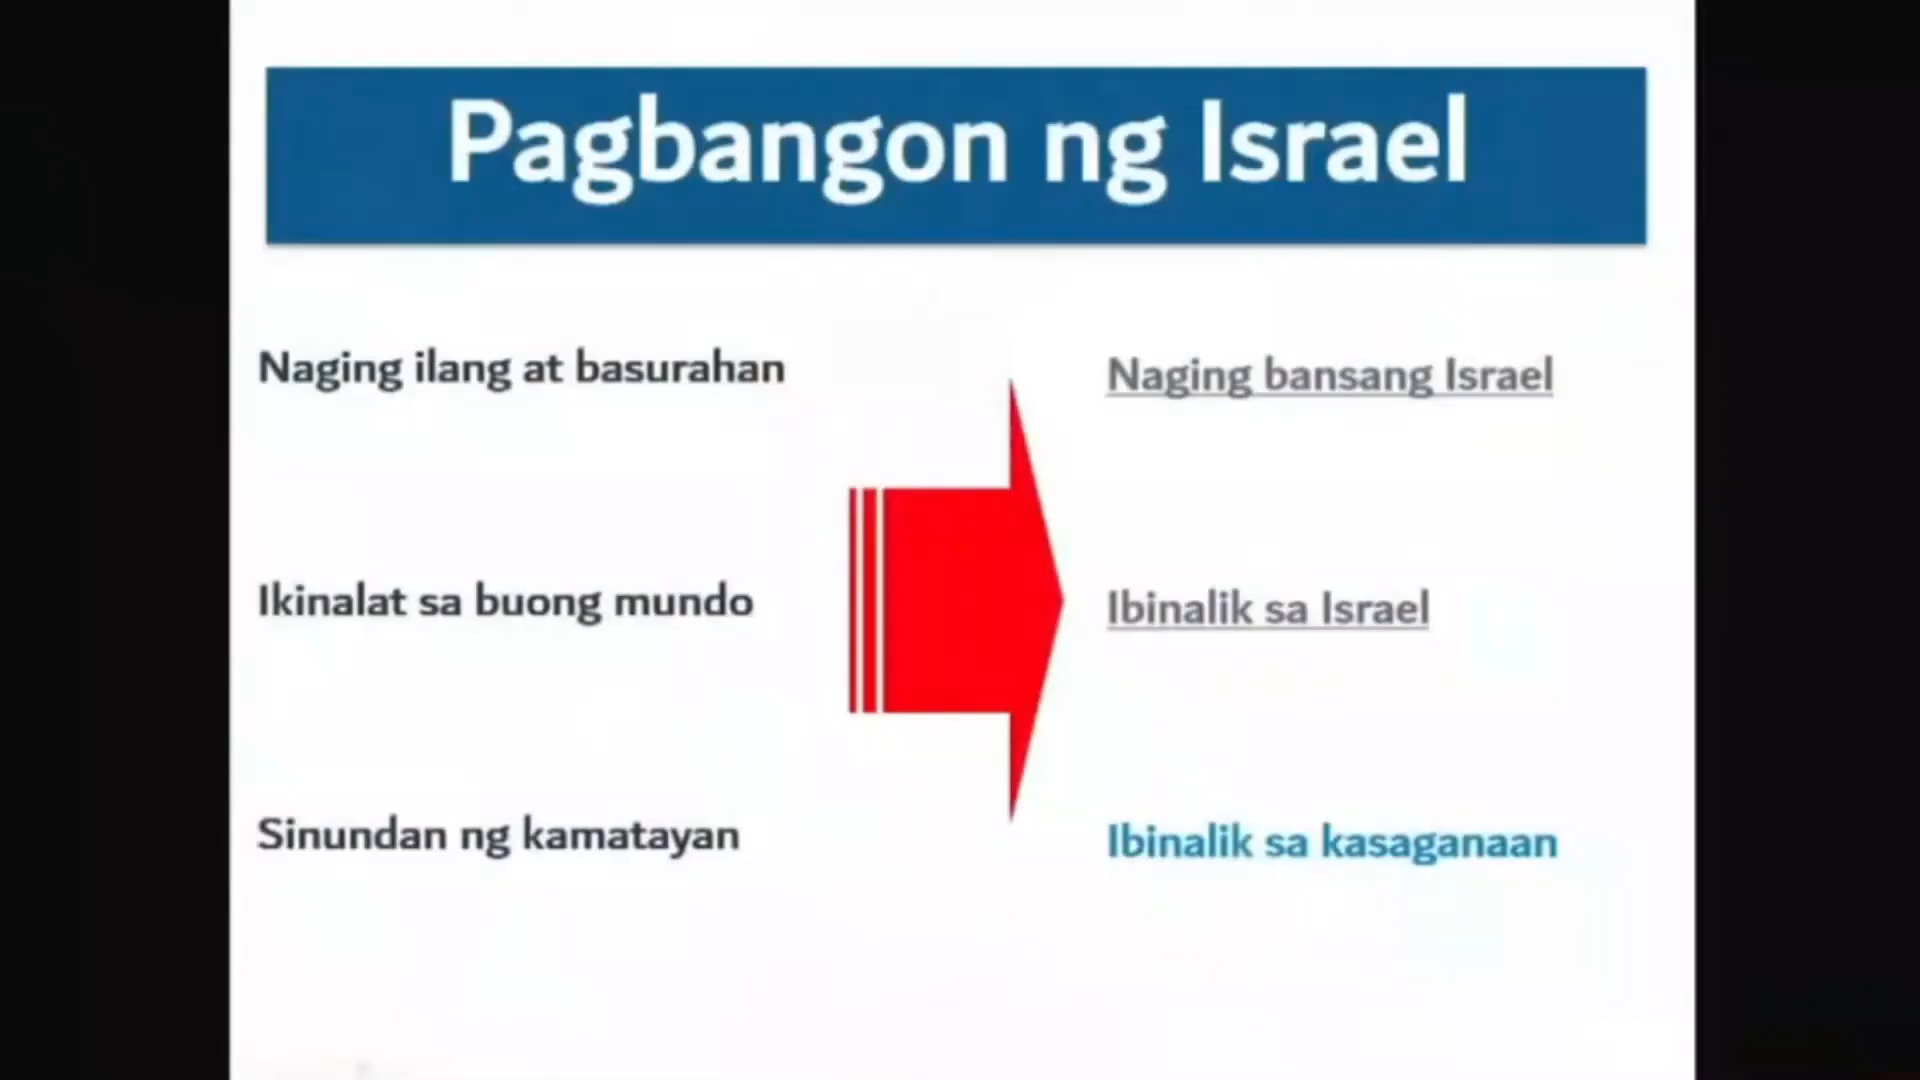 Pagbangon ng Israel
Naging ilang at basurahan
Naging bansang Israel
Ikinalat sa buong mundo
Ibinalik sa Israel
Sinundan ng kamatayan
Ibinalik sa kasaganaan